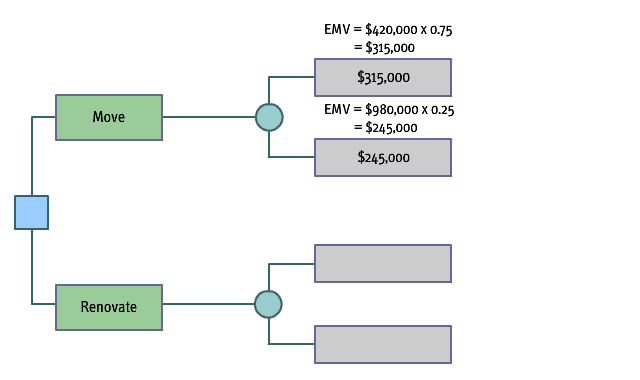 EMV = $420,000 x 0.75
= $315,000
$315,000
Move
EMV = $980,000 x 0.25
= $245,000
$245,000
Renovate